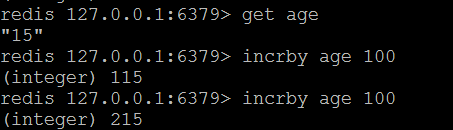 redis 127.0.0.1:6379> get age
"15"
redis 127.0.0.1:6379> incrby age 100
(integer) 115
redis 127.0.0.1:6379> incrby age 100
(integer) 215